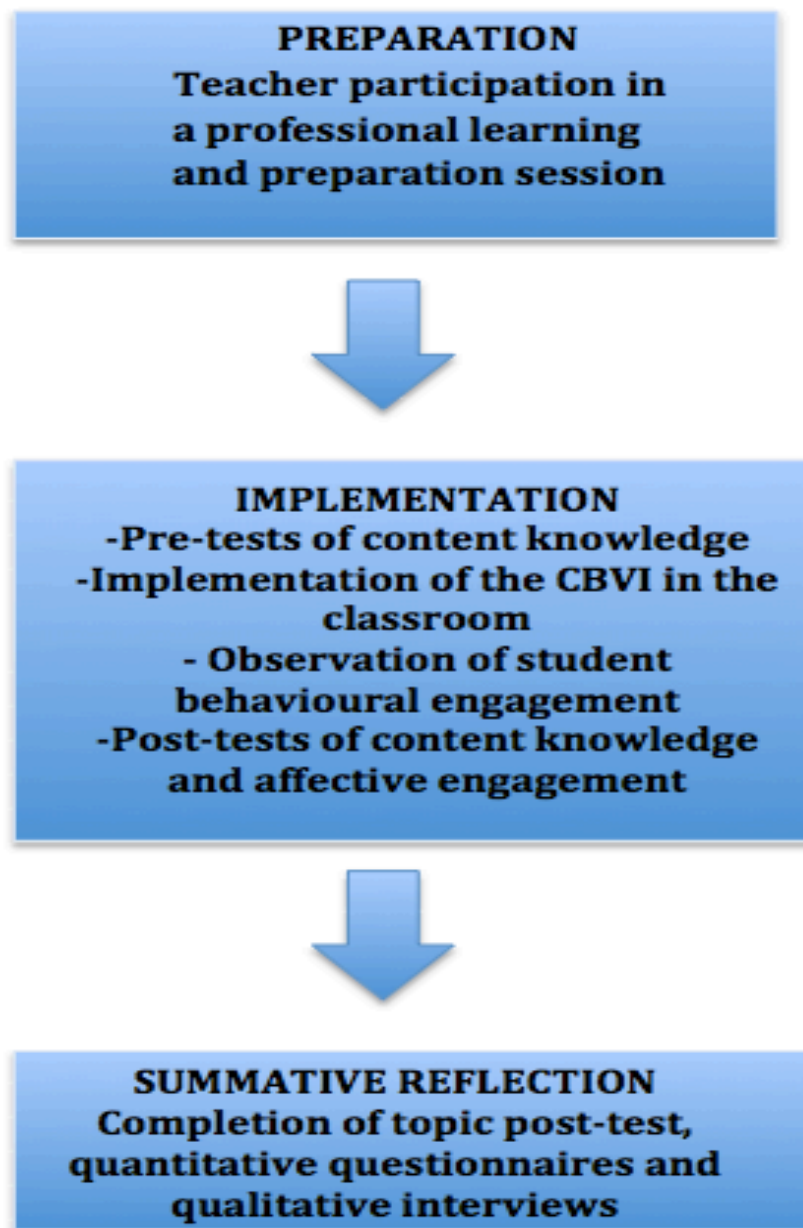 PREPARATION
Teacher participation in
a professional learning
and preparation session
IMPLEMENTATION
-Pre-tests of content knowledge
-Implementation of the CBVI in the
classroom
- Observation of student
behavioural engagement
-Post-tests of content knowledge
and affective engagement
SUMMATIVE REFLECTION
Completion of topic post-test,
quantitative questionnaires and
qualitative interviews